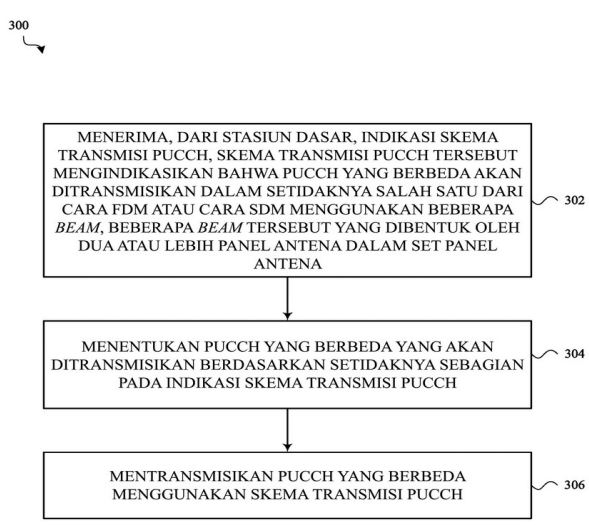 300
MENERIMA, DARI STASIUN DASAR, INDIKASI SKEMA
TRANSMISI PUCCH, SKEMA TRANSMISI PUCCH TERSEBUT
MENGINDIKASIKAN BAHWA PUCCH YANG BERBEDA AKAN
DITRANSMISIKAN DALAM SETIDAKNYA SALAH SATU DARI
CARA FDM ATAU CARA SDM MENGGUNAKAN BEBERAPA
BEAM, BEBERAPA BEAM TERSEBUT YANG DIBENTUK OLEH
DUA ATAU LEBIH PANEL ANTENA DALAM SET PANEL
ANTENA
302
MENENTUKAN PUCCH YANG BERBEDA YANG AKAN
DITRANSMISIKAN BERDASARKAN SETIDAKNYA SEBAGIAN
PADA INDIKASI SKEMA TRANSMISI PUCCH
304
MENTRANSMISIKAN PUCCH YANG BERBEDA
MENGGUNAKAN SKEMA TRANSMISI PUCCH
306